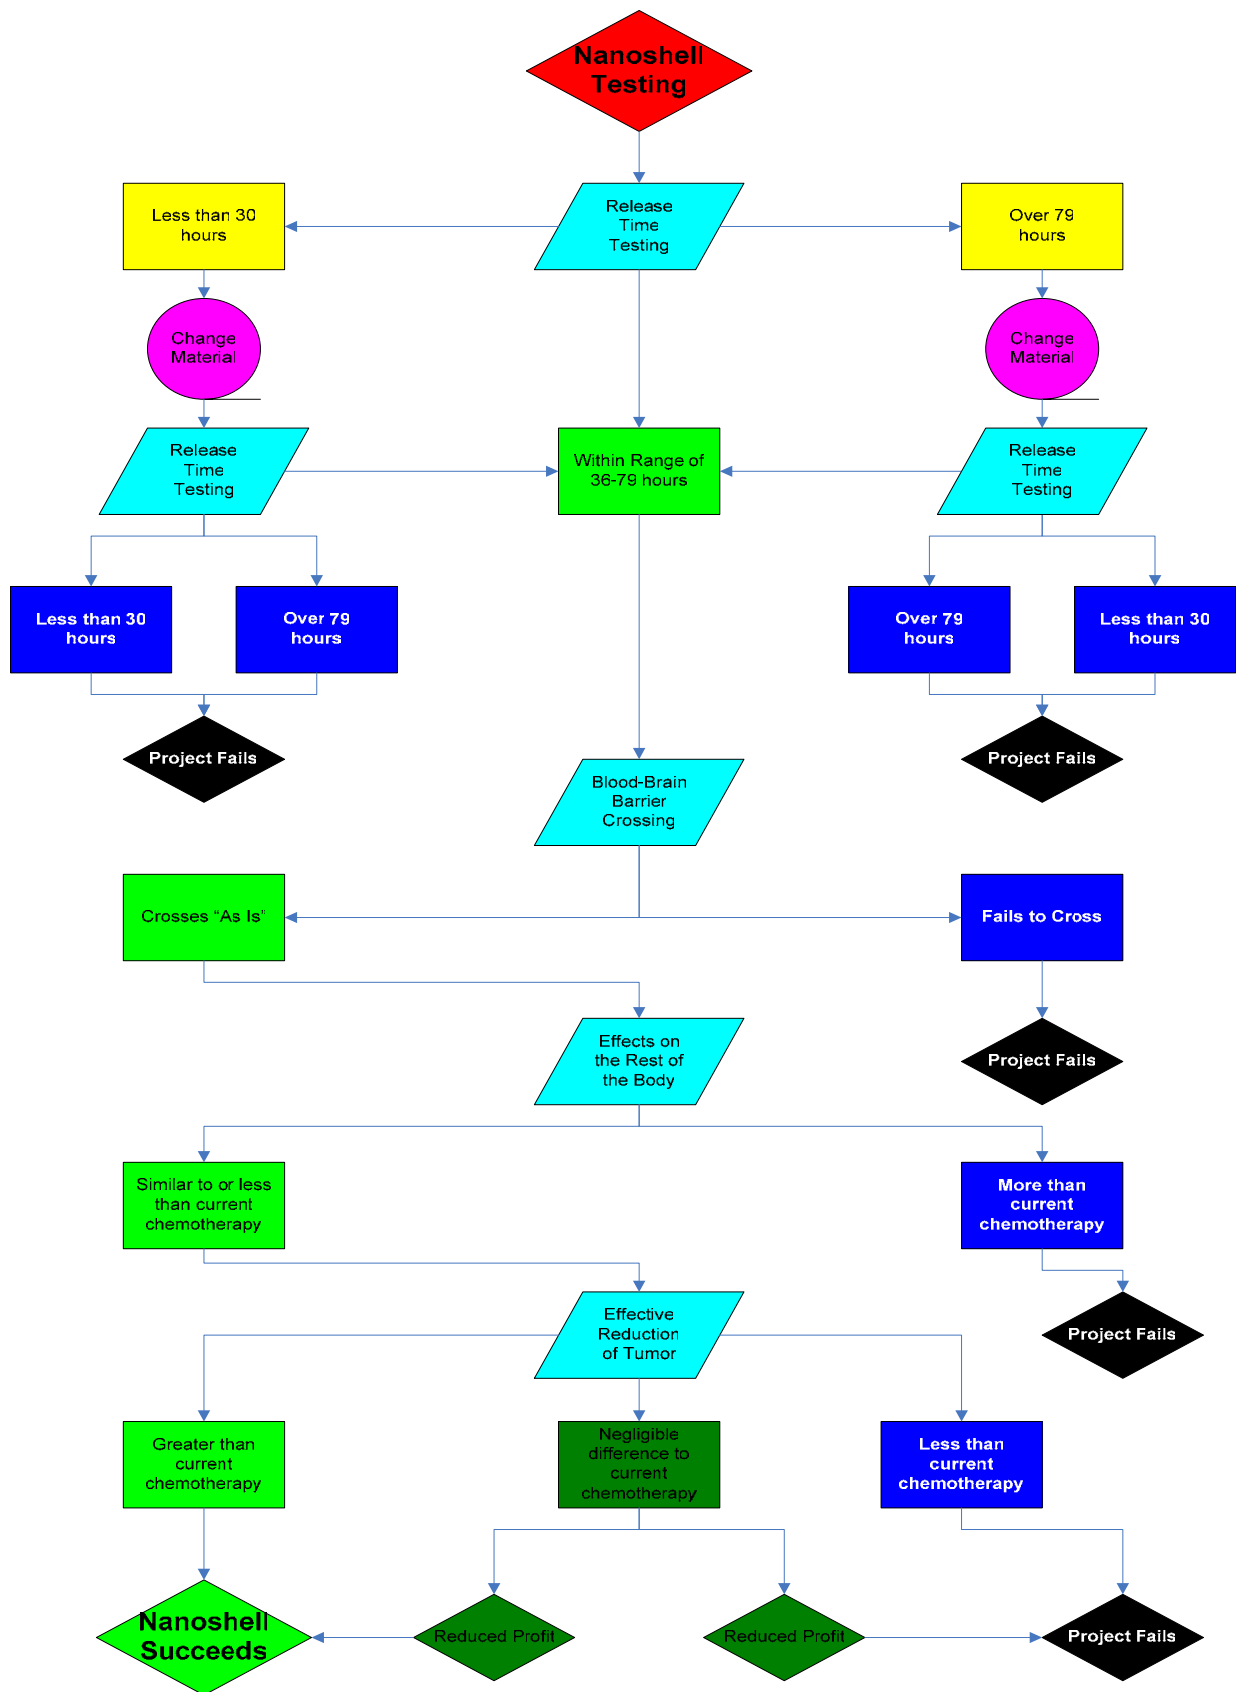 Nanoshell
Testing
Less than 30
hours
Release
Time
Testing
Over 79
hours
Change
Material
Change
Material
Release
Time
Testing
Within Range of
36-79 hours
Release
Time
Testing
Less than 30
hours
Over 79
hours
Over 79
hours
Less than 30
hours
Project Fails
Project Fails
Blood-Brain
Barrier
Crossing
Crosses “As Is”
Fails to Cross
Effects on
the Rest of
the Body
Project Fails
Similar to or less
than current
chemotherapy
More than
current
chemotherapy
Effective
Reduction
of Tumor
Project Fails
Greater than
current
chemotherapy
Negligible
difference to
current
chemotherapy
Less than
current
chemotherapy
Nanoshell
Succeeds
Reduced Profit
Reduced Profit
Project Fails